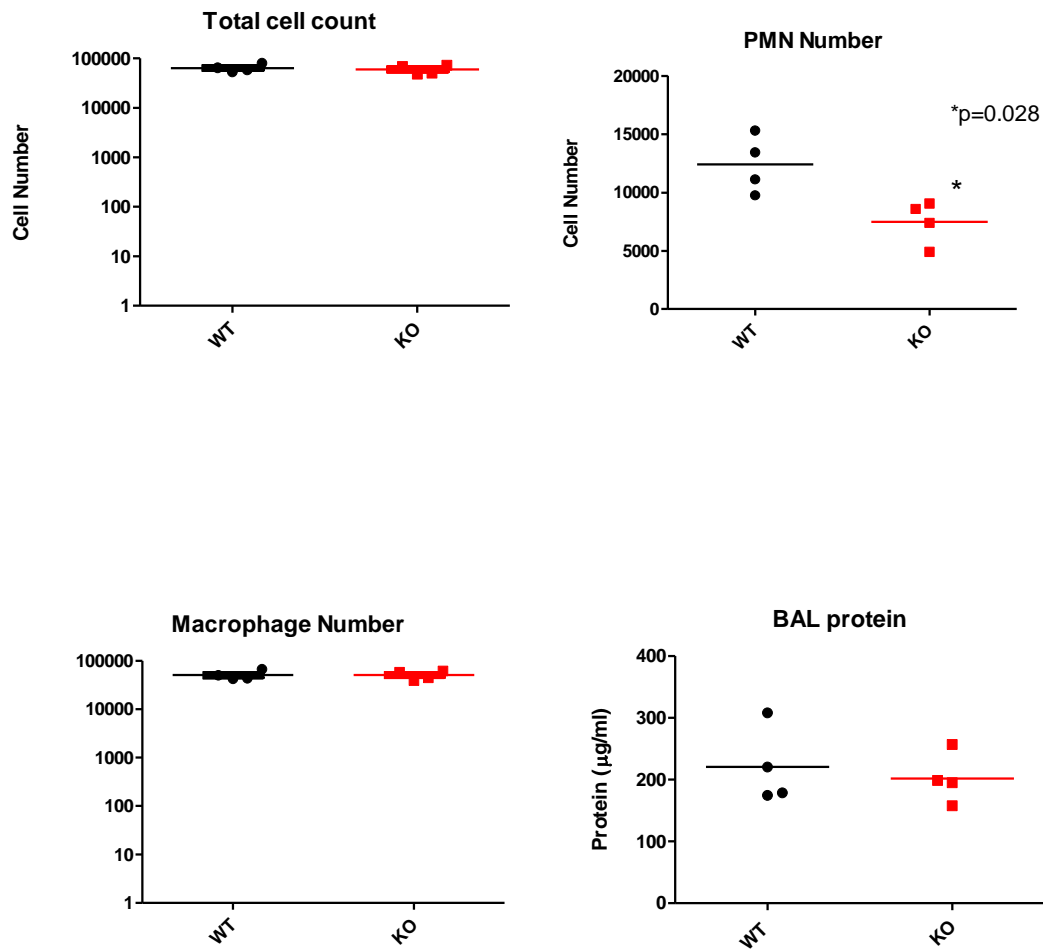 Total cell count
Cell Number
100000
10000
1000
100
10
1
WT
KO
PMN Number
Cell Number
20000
15000
10000
5000
0
*p=0.028
*
WT
KO
Macrophage Number
100000
10000
1000
100
10
1
WT
KO
BAL protein
Protein (µg/ml)
400
300
200
100
0
WT
KO